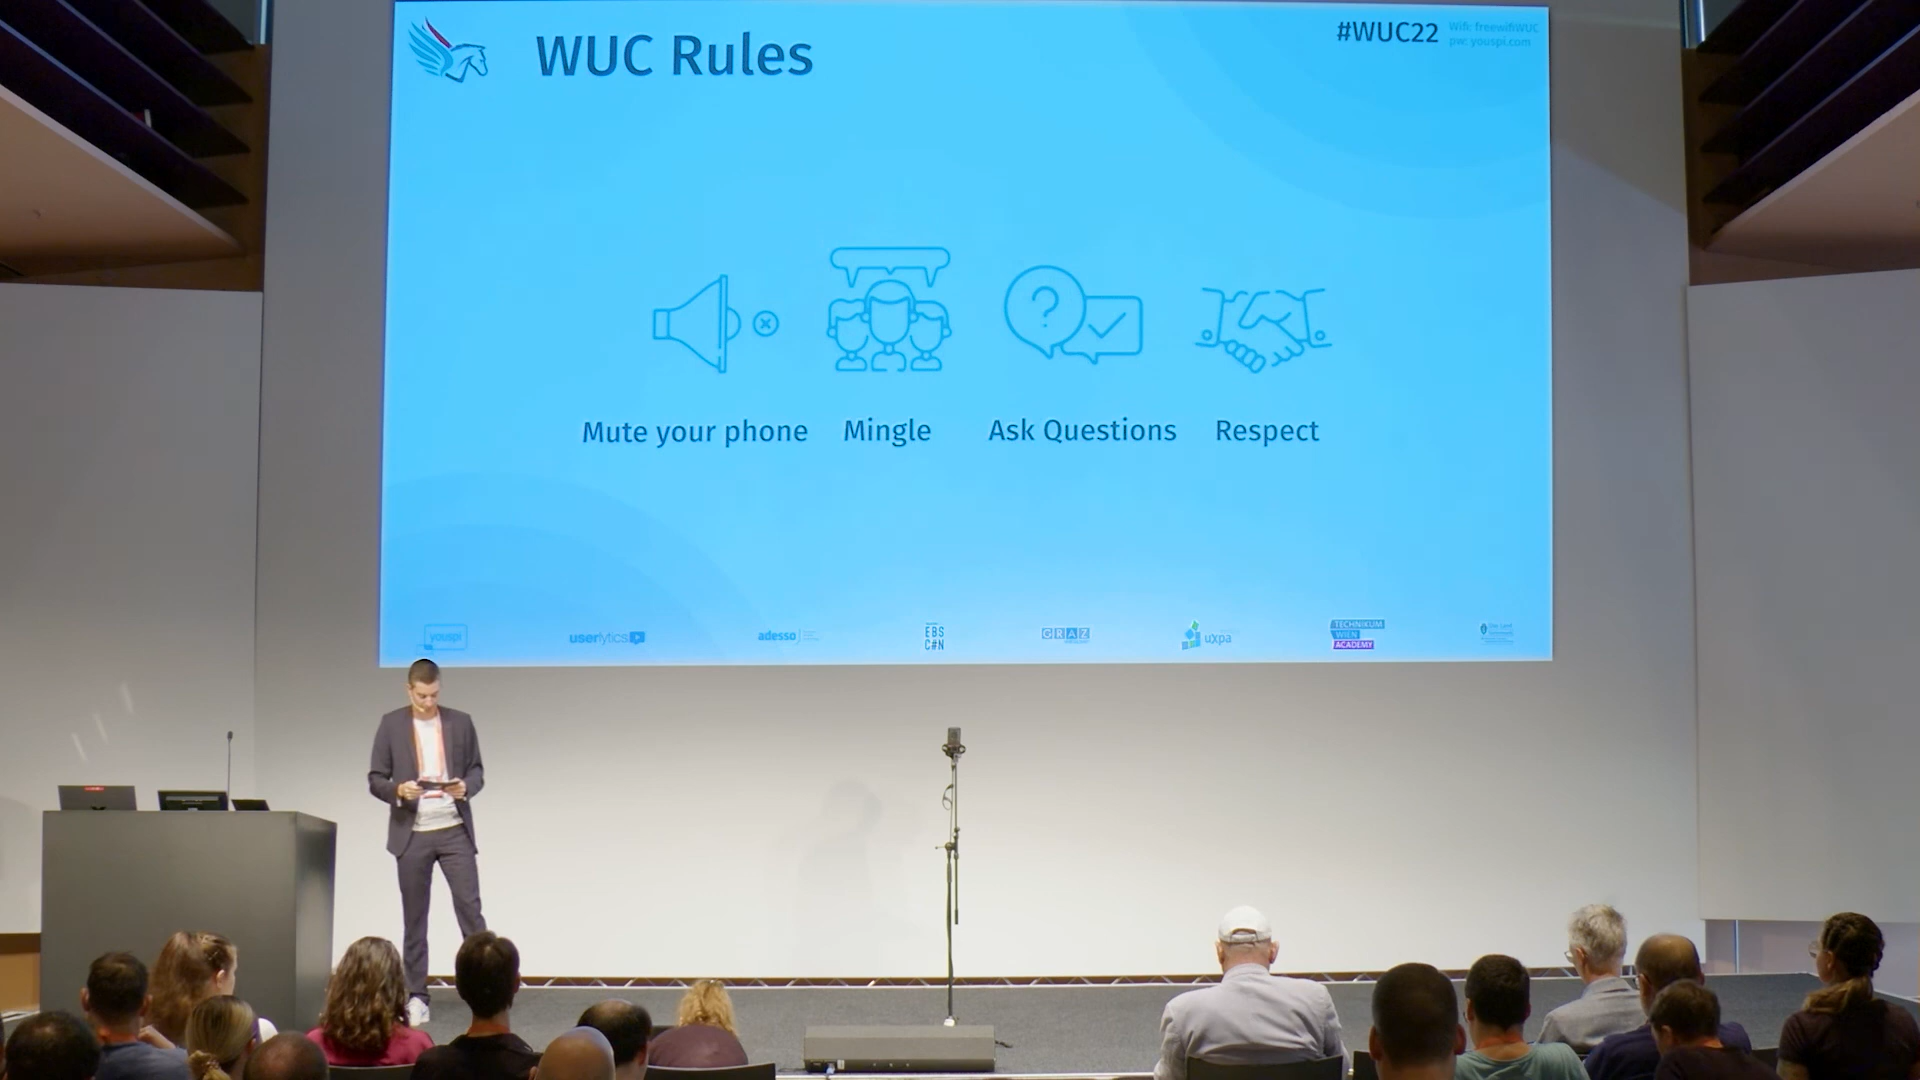 WUC Rules
#WUC22
Wifi: freewifiWUC
pw: youspi.com
Mute your phone
Mingle
Ask Questions
Respect
youspi
userlytics
adesso
EBS
C#N
GRAZ
uxpa
TECHNIKUM
WIEN
ACADEMY